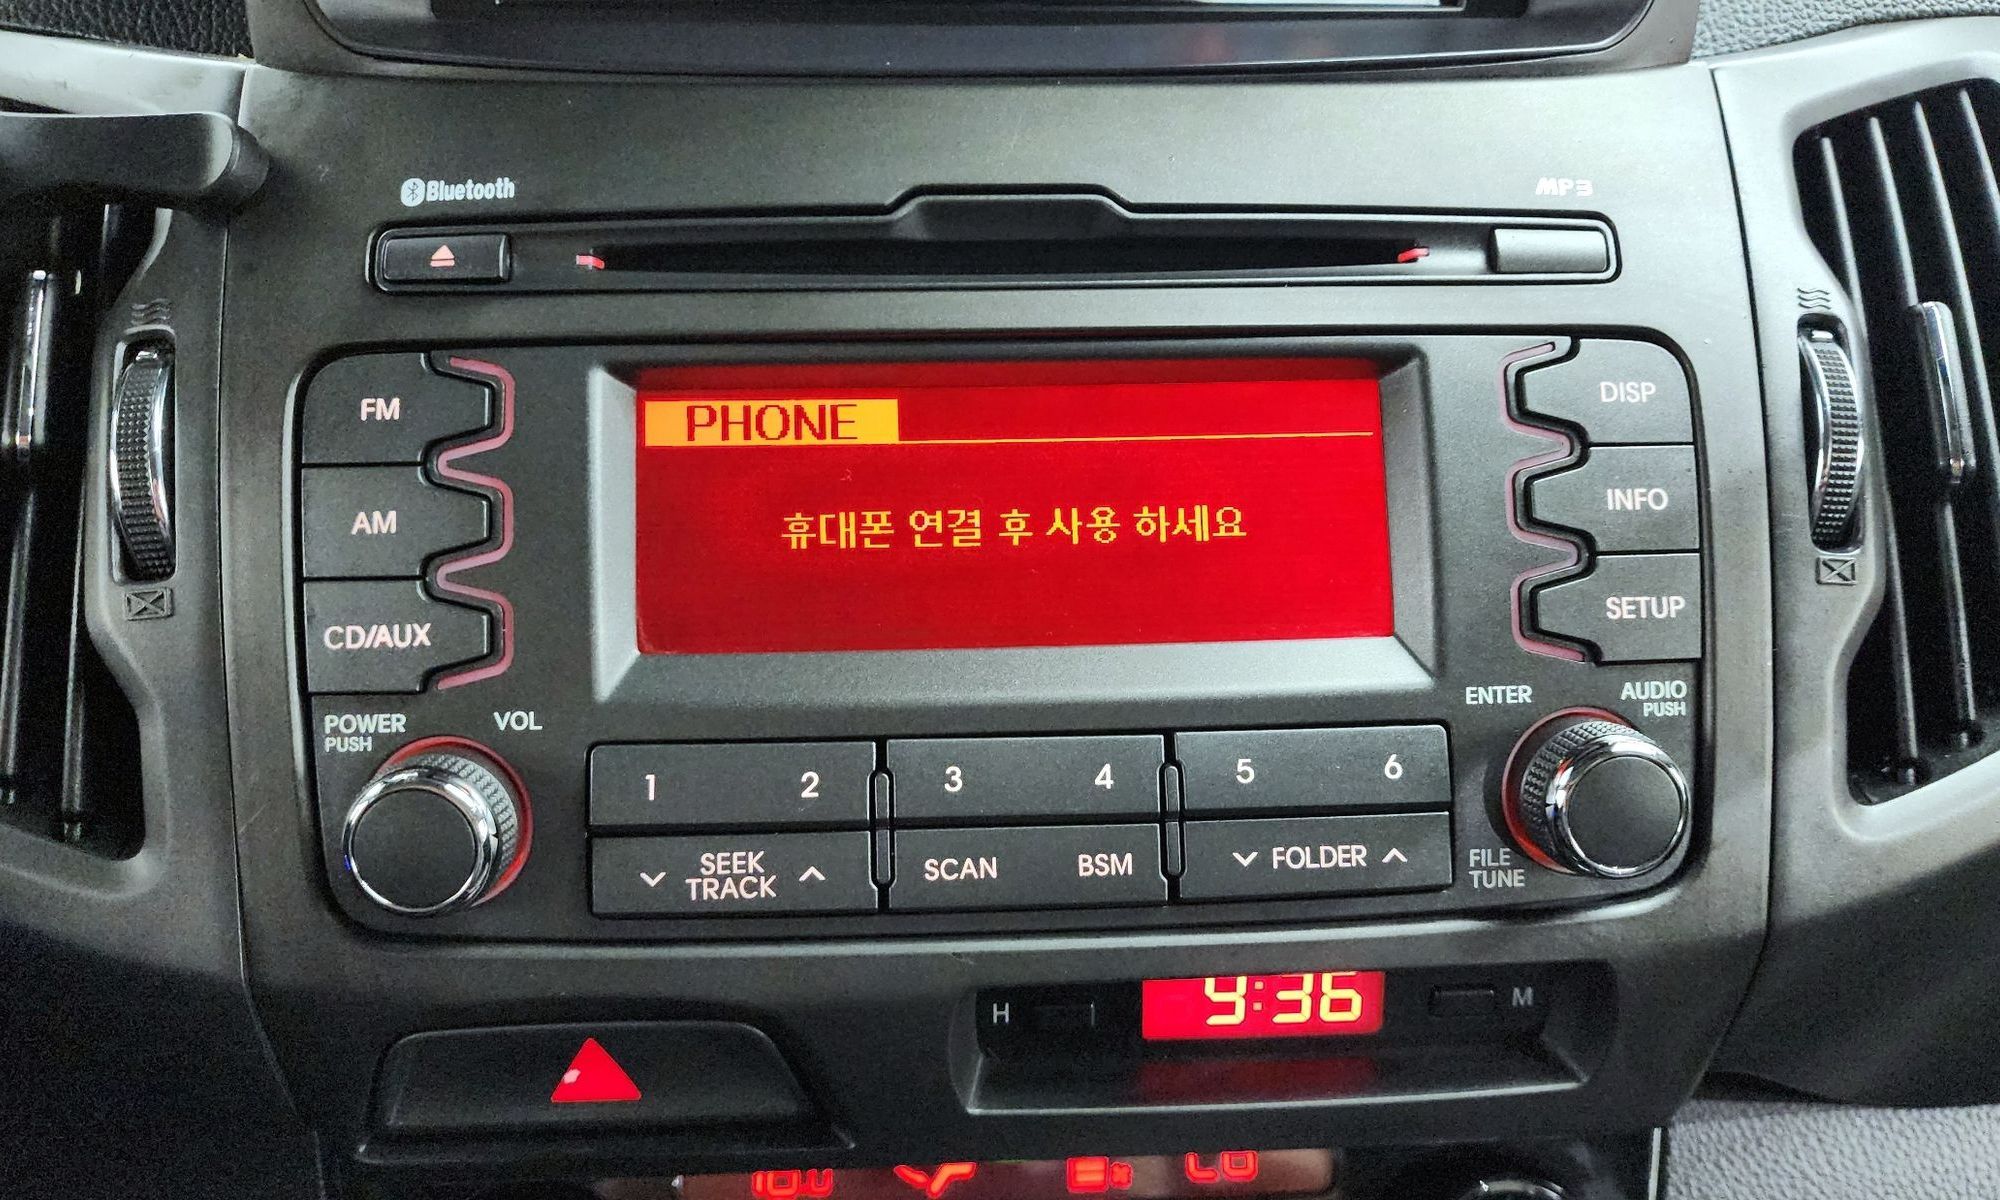 Bluetooth
MP3
FM
AM
CD/AUX
DISP
INFO
SETUP
PHONE
휴대폰 연결 후 사용 하세요
POWER
PUSH
VOL
ENTER
AUDIO
PUSH
1 2 3 4 5 6
SEEK
TRACK
SCAN
BSM
FOLDER
FILE
TUNE
H
9:36
M